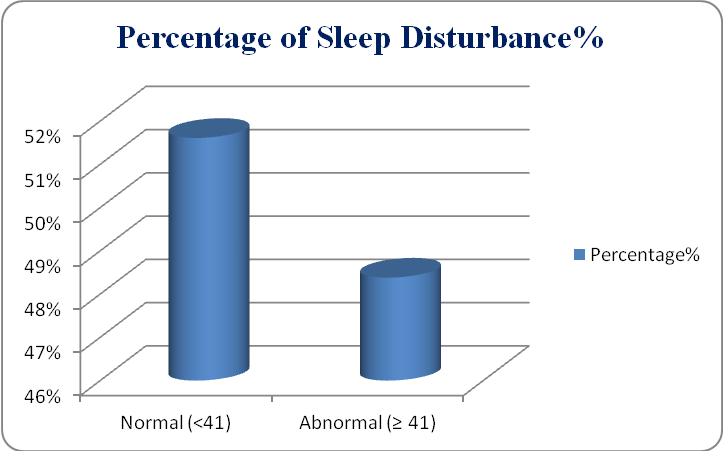 Percentage of Sleep Disturbance%
52%
51%
50%
49%
48%
47%
46%
Normal (<41)
Abnormal (≥ 41)
Percentage%